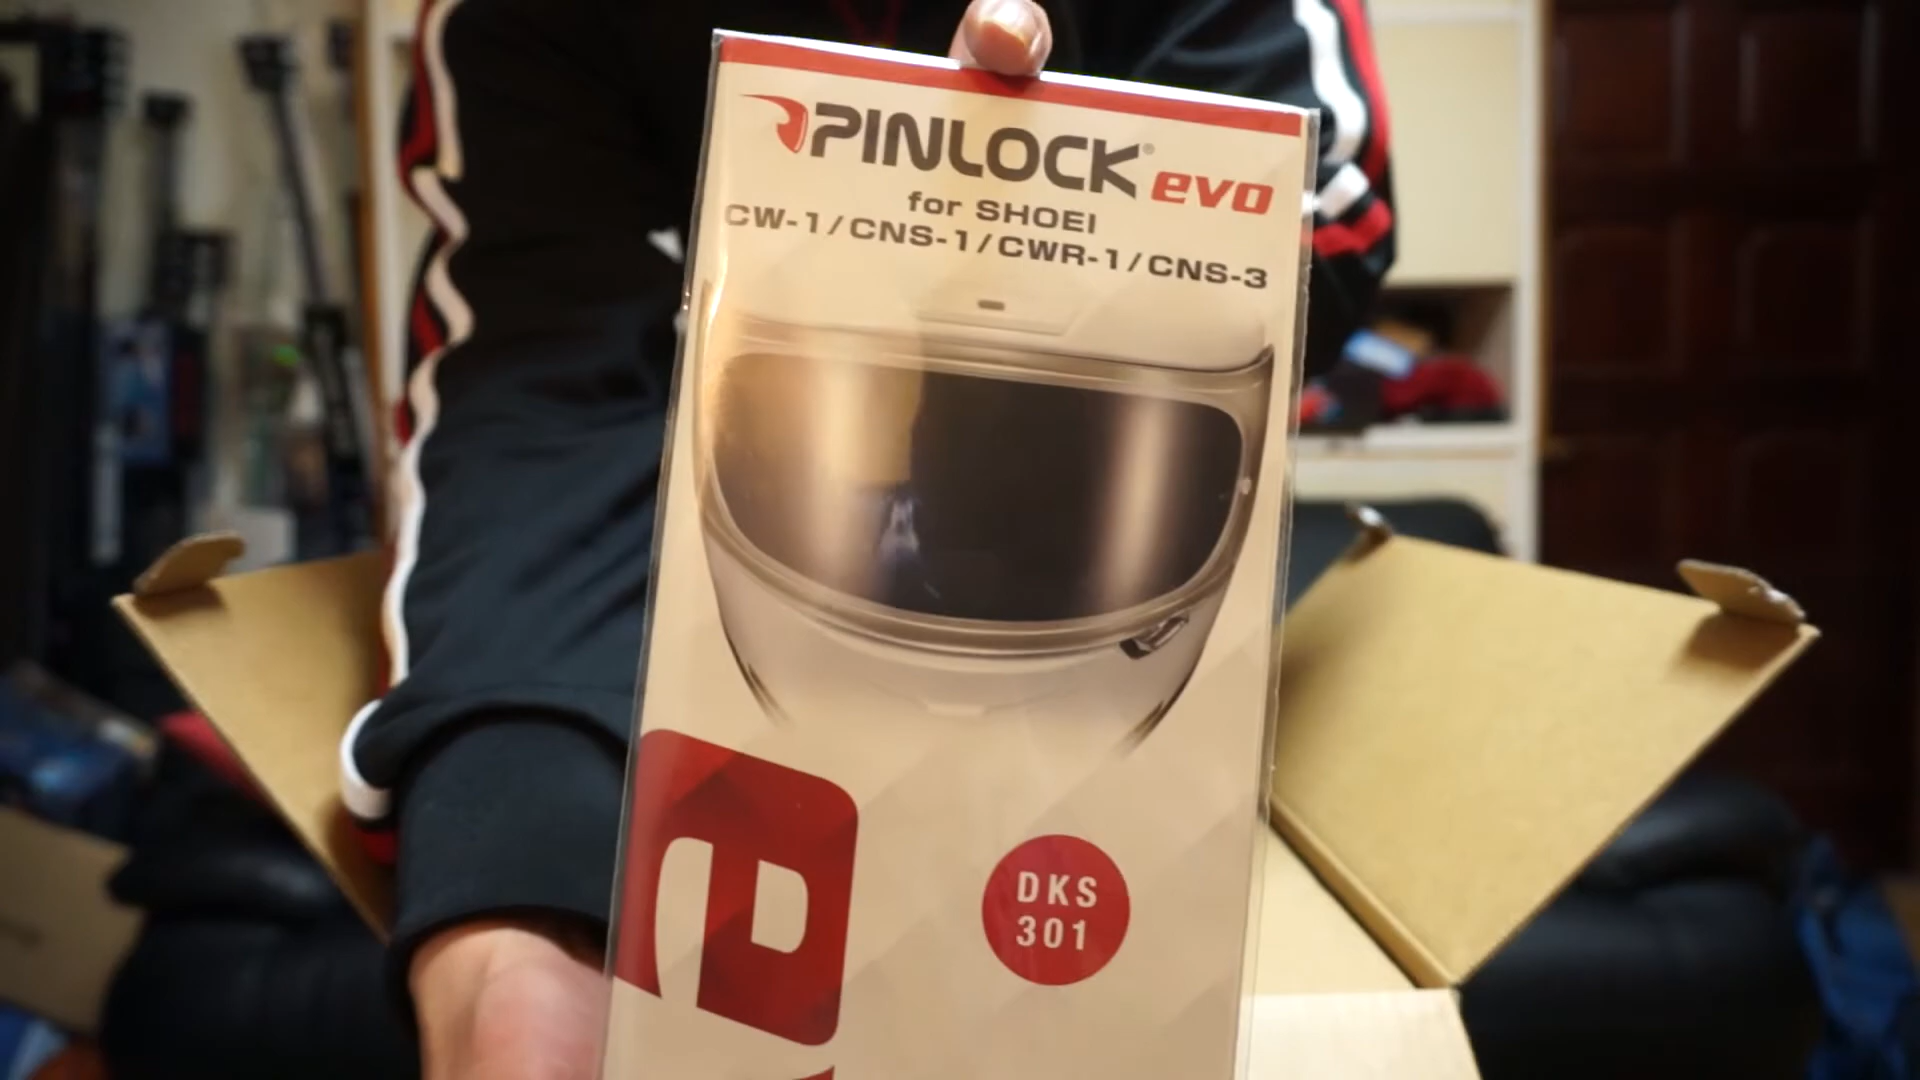 PINLOCK® evo
for SHOEI
CW-1/CNS-1/CWR-1/CNS-3
DKS
301
e